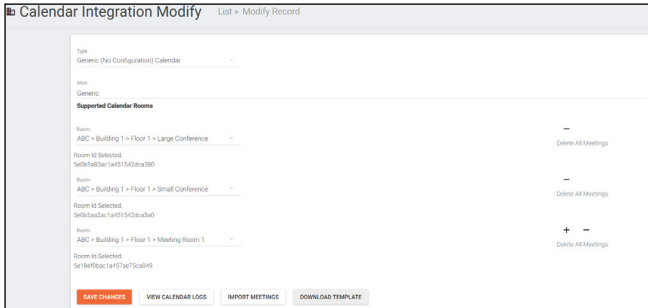 Calendar Integration Modify List » Modify Record
Type
Generic (No Configuration) Calendar
Alias
Generic
Supported Calendar Rooms
Room
ABC > Building 1 > Floor 1 > Large Conference
Delete All Meetings
Room Id Selected:
5e0b5a83ac1a451542dca380
Room
ABC > Building 1 > Floor 1 > Small Conference
Delete All Meetings
Room Id Selected:
5e0b5aa2ac1a451542dca3a0
Room
ABC > Building 1 > Floor 1 > Meeting Room 1
Delete All Meetings
Room Id Selected:
5e18ef0bac1a457ae75ca049
SAVE CHANGES VIEW CALENDAR LOGS IMPORT MEETINGS DOWNLOAD TEMPLATE